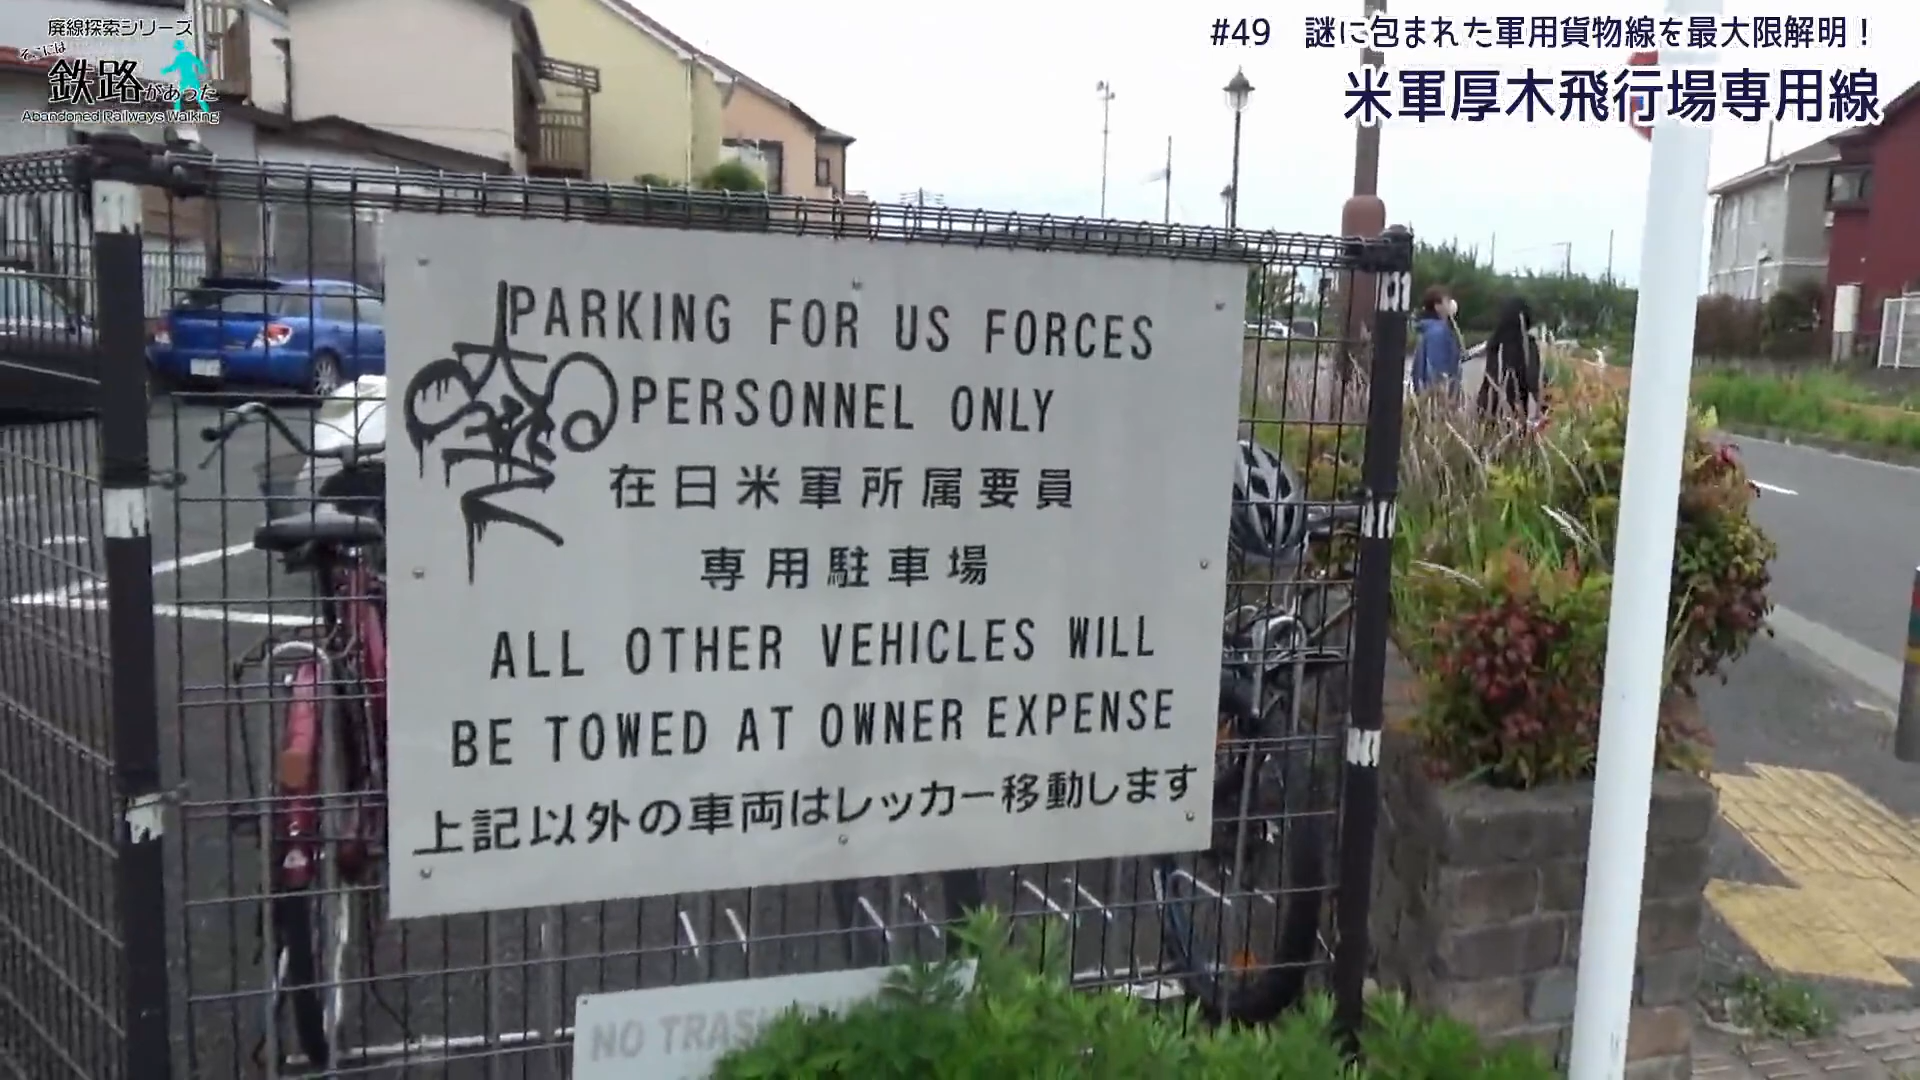 廃線探索シリーズ
そこには
鉄路があった
Abandoned Railways Walking
#49 謎に包まれた軍用貨物線を最大限解明！
米軍厚木飛行場専用線
PARKING FOR US FORCES
PERSONNEL ONLY
在日米軍所属要員
専用駐車場
ALL OTHER VEHICLES WILL
BE TOWED AT OWNER EXPENSE
上記以外の車両はレッカー移動します
NO TRASH